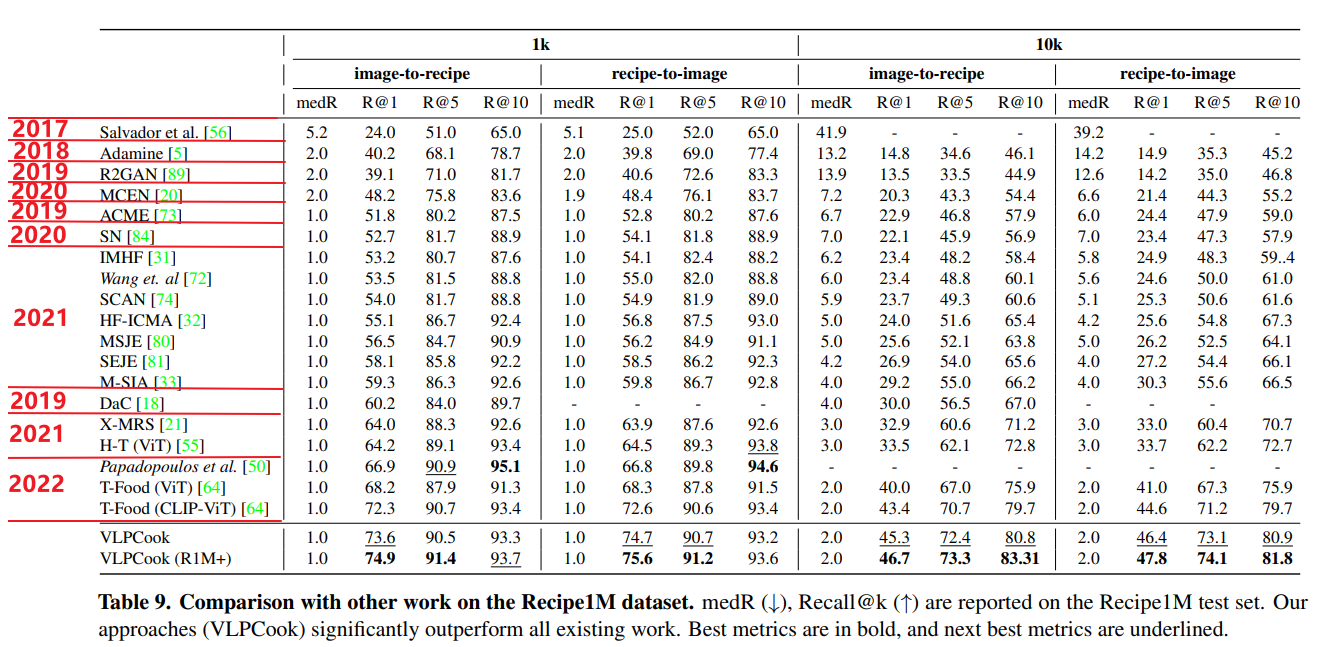 1k 10k
image-to-recipe recipe-to-image image-to-recipe recipe-to-image
medR R@1 R@5 R@10 medR R@1 R@5 R@10 medR R@1 R@5 R@10 medR R@1 R@5 R@10
2017 Salvador et al. [56] 5.2 24.0 51.0 65.0 5.1 25.0 52.0 65.0 41.9 - - - 39.2 - - -
2018 Adamine [5] 2.0 40.2 68.1 78.7 2.0 39.8 69.0 77.4 13.2 14.8 34.6 46.1 14.2 14.9 35.3 45.2
2019 R2GAN [89] 2.0 39.1 71.0 81.7 2.0 40.6 72.6 83.3 13.9 13.5 33.5 44.9 12.6 14.2 35.0 46.8
2020 MCEN [20] 2.0 48.2 75.8 83.6 1.9 48.4 76.1 83.7 7.2 20.3 43.3 54.4 6.6 21.4 44.3 55.2
2019 ACME [73] 1.0 51.8 80.2 87.5 1.0 52.8 80.2 87.6 6.7 22.9 46.8 57.9 6.0 24.4 47.9 59.0
2020 SN [84] 1.0 52.7 81.7 88.9 1.0 54.1 81.8 88.9 7.0 22.1 45.9 56.9 7.0 23.4 47.3 57.9
IMHF [31] 1.0 53.2 80.7 87.6 1.0 54.1 82.4 88.2 6.2 23.4 48.2 58.4 5.8 24.9 48.3 59..4
Wang et. al [72] 1.0 53.5 81.5 88.8 1.0 55.0 82.0 88.8 6.0 23.4 48.8 60.1 5.6 24.6 50.0 61.0
SCAN [74] 1.0 54.0 81.7 88.8 1.0 54.9 81.9 89.0 5.9 23.7 49.3 60.6 5.1 25.3 50.6 61.6
2021 HF-ICMA [32] 1.0 55.1 86.7 92.4 1.0 56.8 87.5 93.0 5.0 24.0 51.6 65.4 4.2 25.6 54.8 67.3
MSJE [80] 1.0 56.5 84.7 90.9 1.0 56.2 84.9 91.1 5.0 25.6 52.1 63.8 5.0 26.2 52.5 64.1
SEJE [81] 1.0 58.1 85.8 92.2 1.0 58.5 86.2 92.3 4.2 26.9 54.0 65.6 4.0 27.2 54.4 66.1
M-SIA [33] 1.0 59.3 86.3 92.6 1.0 59.8 86.7 92.8 4.0 29.2 55.0 66.2 4.0 30.3 55.6 66.5
2019 DaC [18] 1.0 60.2 84.0 89.7 - - - - 4.0 30.0 56.5 67.0 - - - -
2021 X-MRS [21] 1.0 64.0 88.3 92.6 1.0 63.9 87.6 92.6 3.0 32.9 60.6 71.2 3.0 33.0 60.4 70.7
H-T (ViT) [55] 1.0 64.2 89.1 93.4 1.0 64.5 89.3 93.8 3.0 33.5 62.1 72.8 3.0 33.7 62.2 72.7
Papadopoulos et al. [50] 1.0 66.9 90.9 95.1 1.0 66.8 89.8 94.6 - - - - - - - -
2022 T-Food (ViT) [64] 1.0 68.2 87.9 91.3 1.0 68.3 87.8 91.5 2.0 40.0 67.0 75.9 2.0 41.0 67.3 75.9
T-Food (CLIP-ViT) [64] 1.0 72.3 90.7 93.4 1.0 72.6 90.6 93.4 2.0 43.4 70.7 79.7 2.0 44.6 71.2 79.7
VLPCook 1.0 73.6 90.5 93.3 1.0 74.7 90.7 93.2 2.0 45.3 72.4 80.8 2.0 46.4 73.1 80.9
VLPCook (R1M+) 1.0 74.9 91.4 93.7 1.0 75.6 91.2 93.6 2.0 46.7 73.3 83.31 2.0 47.8 74.1 81.8
Table 9. Comparison with other work on the Recipe1M dataset. medR (↓), Recall@k (↑) are reported on the Recipe1M test set. Our
approaches (VLPCook) significantly outperform all existing work. Best metrics are in bold, and next best metrics are underlined.